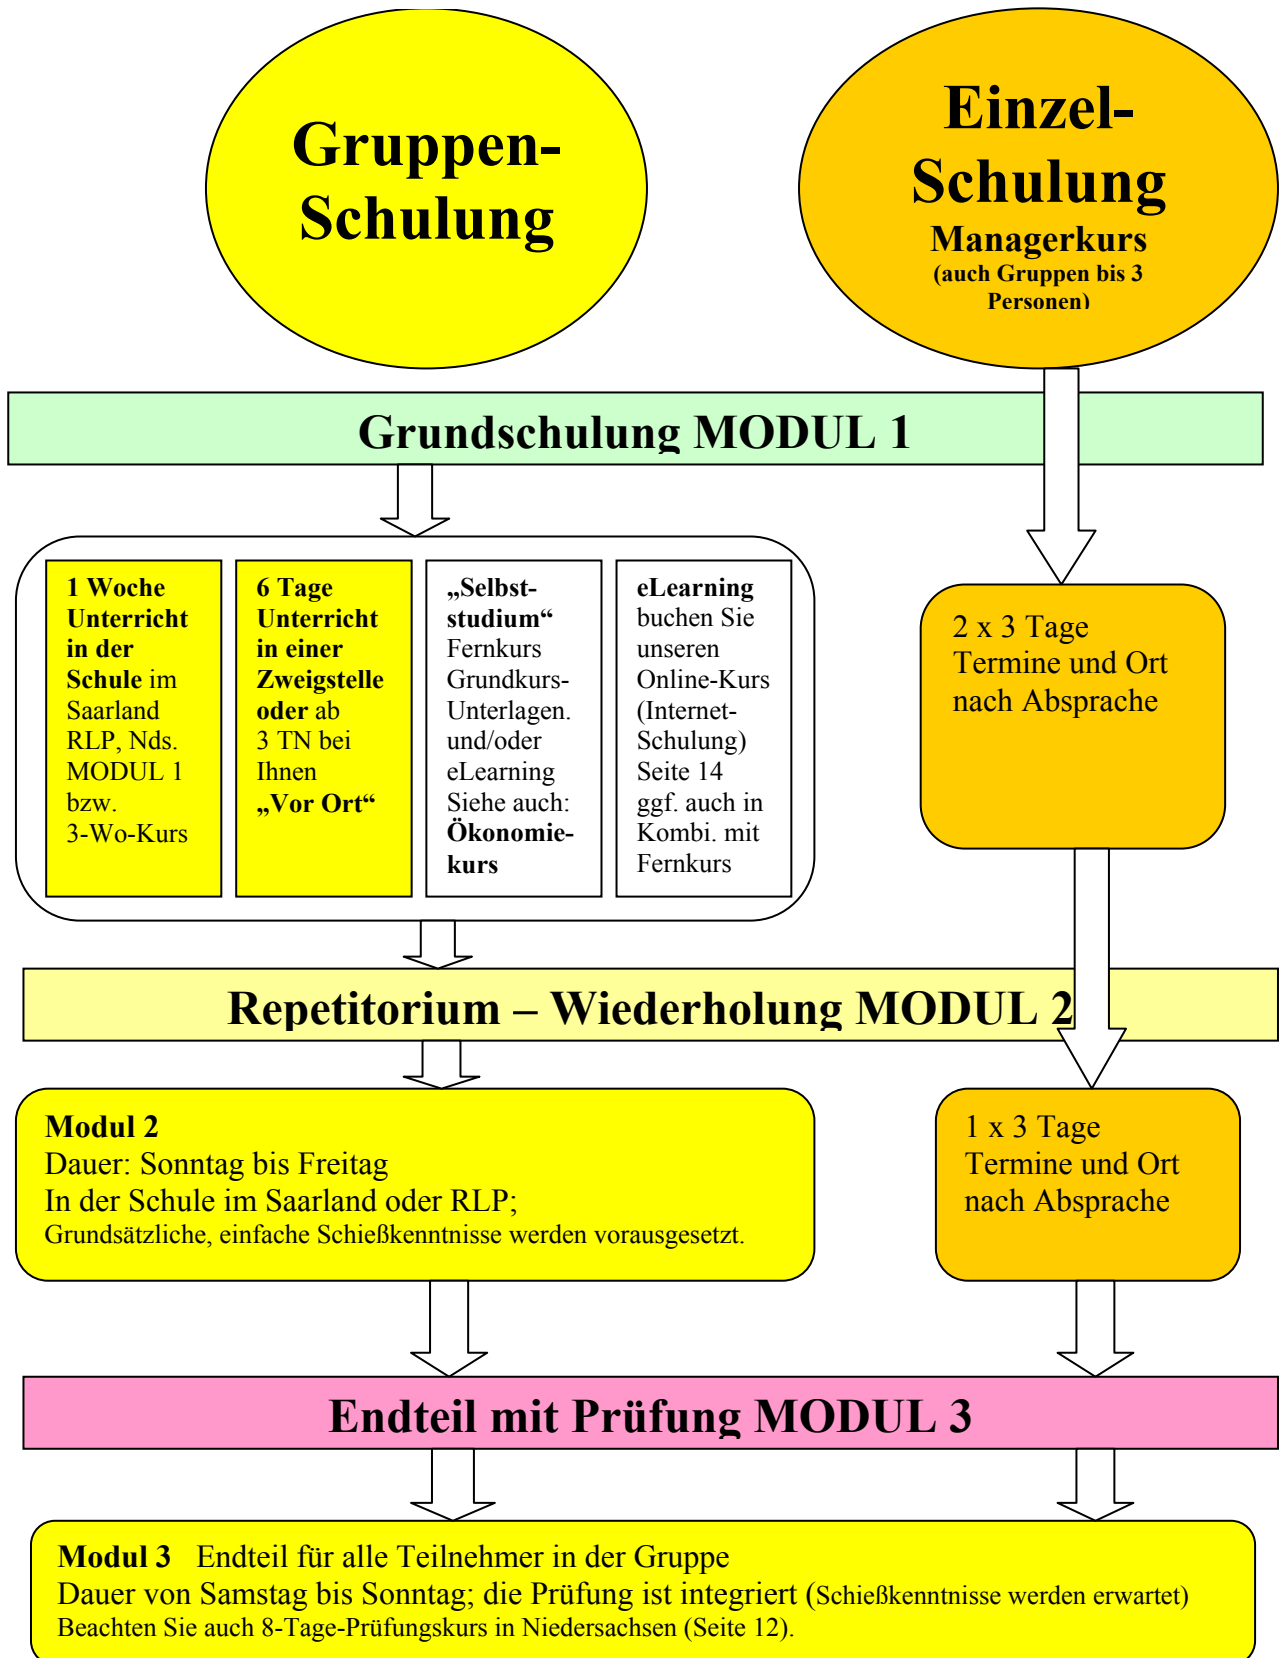 Gruppen-
Schulung
Einzel-
Schulung
Managerkurs
(auch Gruppen bis 3
Personen)
Grundschulung MODUL 1
1 Woche
Unterricht
in der
Schule im
Saarland
RLP, Nds.
MODUL 1
bzw.
3-Wo-Kurs
6 Tage
Unterricht
in einer
Zweigstelle
oder ab
3 TN bei
Ihnen
„Vor Ort“
„Selbst-
studium“
Fernkurs
Grundkurs-
Unterlagen.
und/oder
eLearning
Siehe auch:
Ökonomie-
kurs
eLearning
buchen Sie
unseren
Online-Kurs
(Internet-
Schulung)
Seite 14
ggf. auch in
Kombi. mit
Fernkurs
2 x 3 Tage
Termine und Ort
nach Absprache
Repetitorium – Wiederholung MODUL 2
Modul 2
Dauer: Sonntag bis Freitag
In der Schule im Saarland oder RLP;
Grundsätzliche, einfache Schießkenntnisse werden vorausgesetzt.
1 x 3 Tage
Termine und Ort
nach Absprache
Endteil mit Prüfung MODUL 3
Modul 3 Endteil für alle Teilnehmer in der Gruppe
Dauer von Samstag bis Sonntag; die Prüfung ist integriert (Schießkenntnisse werden erwartet)
Beachten Sie auch 8-Tage-Prüfungskurs in Niedersachsen (Seite 12).